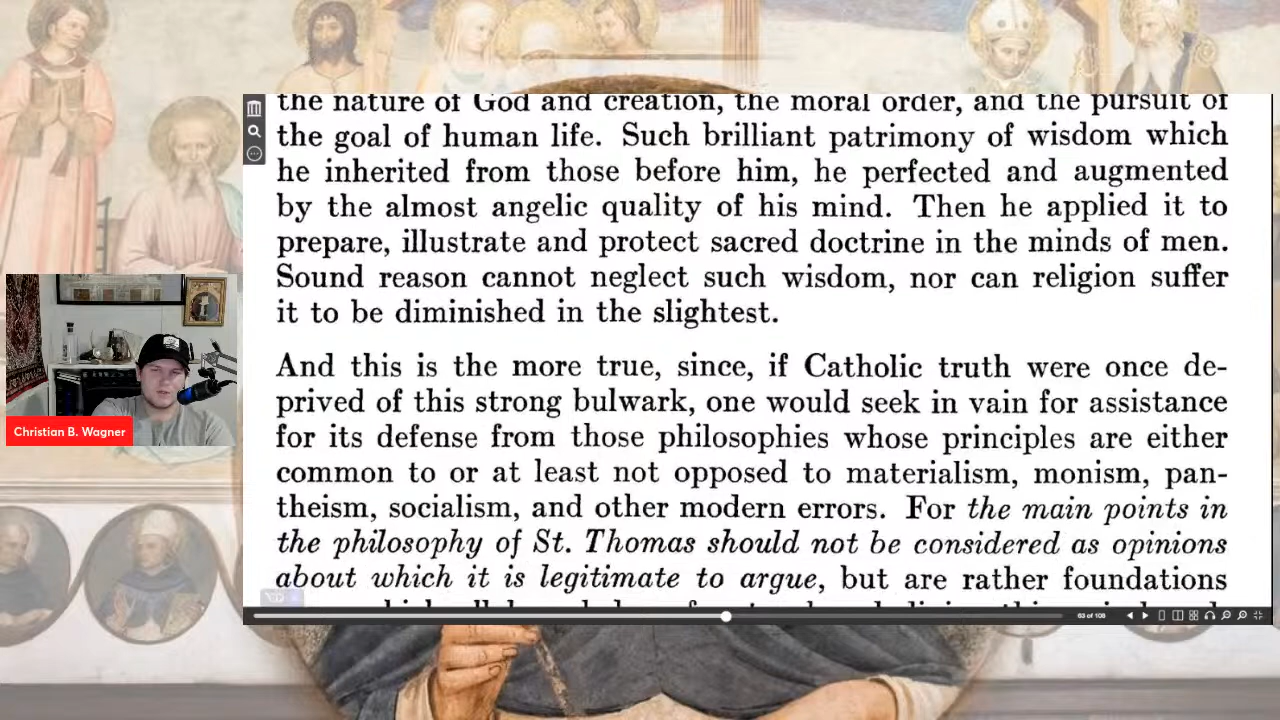 the nature of God and creation, the moral order, and the pursuit of
the goal of human life. Such brilliant patrimony of wisdom which
he inherited from those before him, he perfected and augmented
by the almost angelic quality of his mind. Then he applied it to
prepare, illustrate and protect sacred doctrine in the minds of men.
Sound reason cannot neglect such wisdom, nor can religion suffer
it to be diminished in the slightest.
And this is the more true, since, if Catholic truth were once de-
prived of this strong bulwark, one would seek in vain for assistance
for its defense from those philosophies whose principles are either
common to or at least not opposed to materialism, monism, pan-
theism, socialism, and other modern errors. For the main points in
the philosophy of St. Thomas should not be considered as opinions
about which it is legitimate to argue, but are rather foundations
63 of 108
Christian B. Wagner